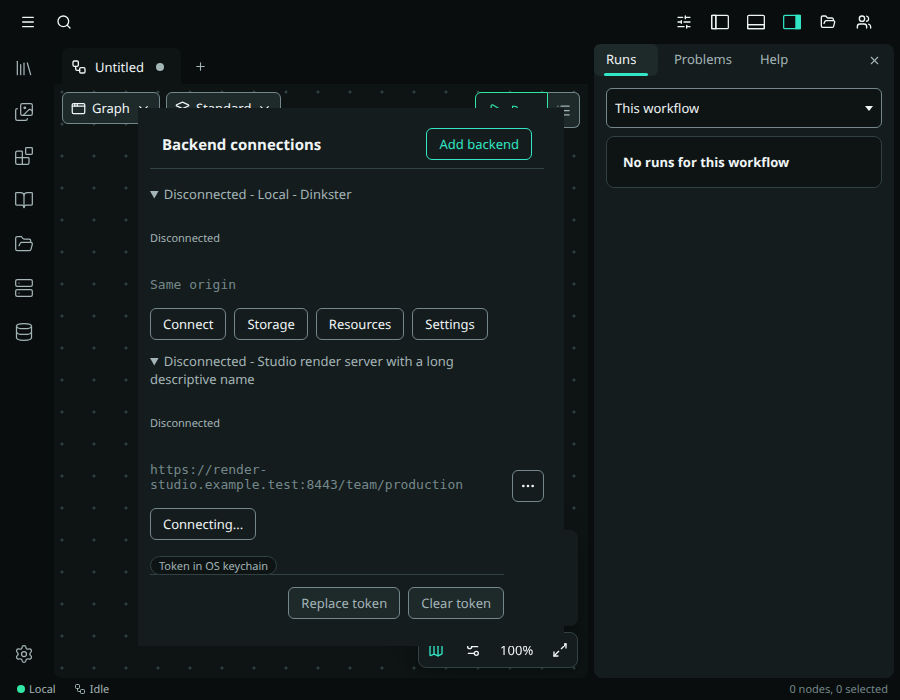 Untitled
Runs
Problems
Help
Graph
Standard
This workflow
No runs for this workflow
Backend connections
Add backend
Disconnected - Local - Dinkster
Disconnected
Same origin
Connect
Storage
Resources
Settings
Disconnected - Studio render server with a long
descriptive name
Disconnected
https://render-
studio.example.test:8443/team/production
...
Connecting...
Token in OS keychain
Replace token
Clear token
100%
Local
Idle
0 nodes, 0 selected